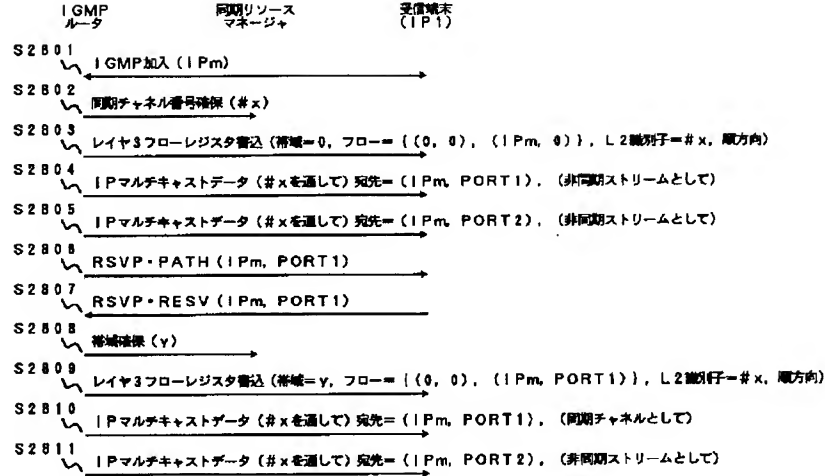 IGMP
ルータ
同期リソース
マネージャ
受信端末
(IP1)
S2801
IGMP加入(IPm)
S2802
同期チャネル番号確保(#x)
S2803
レイヤ3フローレジスタ書込(帯域=0, フロー={(0, 0), (IPm, 0)}, L2識別子=#x, 順方向)
S2804
IPマルチキャストデータ(#xを通して)宛先=(IPm, PORT1), (非同期ストリームとして)
S2805
IPマルチキャストデータ(#xを通して)宛先=(IPm, PORT2), (非同期ストリームとして)
S2806
RSVP・PATH(IPm, PORT1)
S2807
RSVP・RESV(IPm, PORT1)
S2808
帯域確保(y)
S2809
レイヤ3フローレジスタ書込(帯域=y, フロー={(0, 0), (IPm, PORT1)}, L2識別子=#x, 順方向)
S2810
IPマルチキャストデータ(#xを通して)宛先=(IPm, PORT1), (同期チャネルとして)
S2811
IPマルチキャストデータ(#xを通して)宛先=(IPm, PORT2), (非同期ストリームとして)